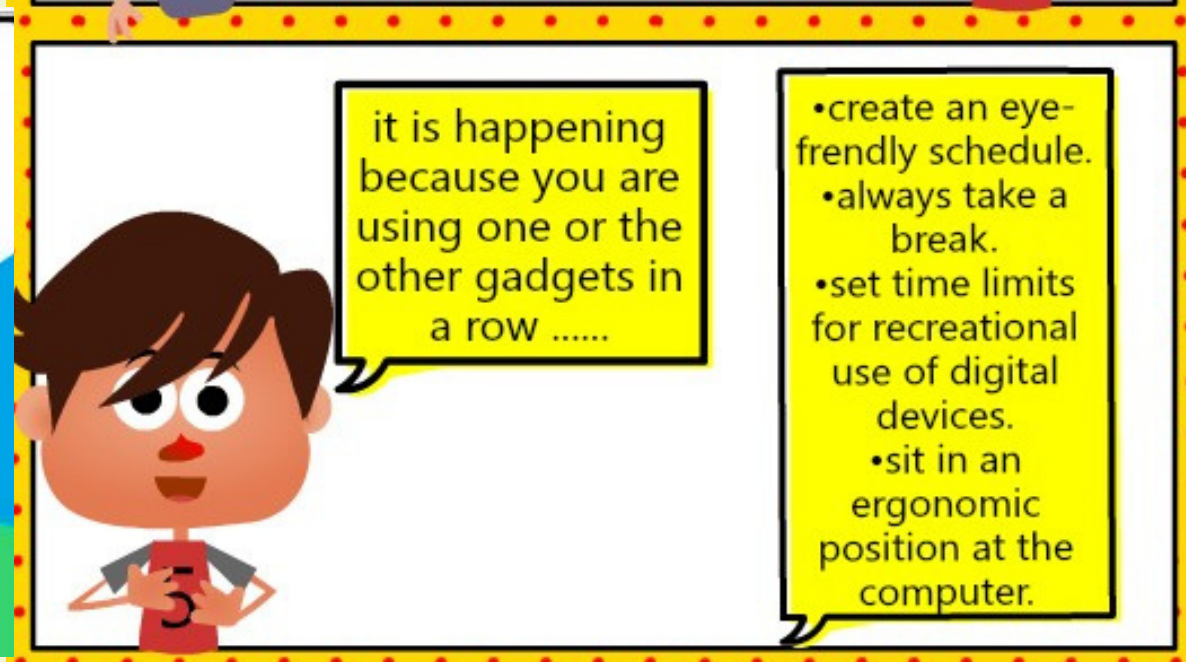 it is happening
because you are
using one or the
other gadgets in
a row ......
•create an eye-
frendly schedule.
•always take a
break.
•set time limits
for recreational
use of digital
devices.
•sit in an
ergonomic
position at the
computer.
5